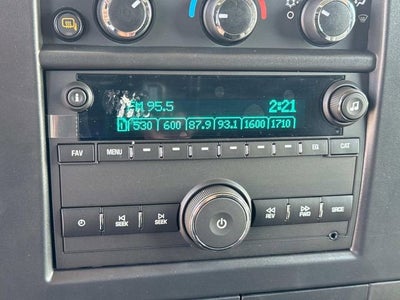 FM 95.5 2:21
1 530 600 87.9 93.1 1600 1710
FAV MENU EQ CAT
SEEK SEEK REV FWD SRCE